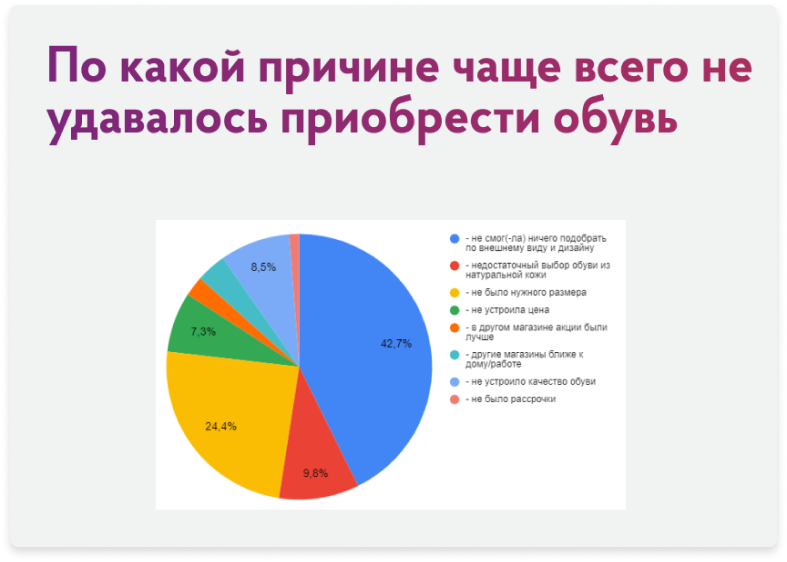 По какой причине чаще всего не
удавалось приобрести обувь
- не смог(-ла) ничего подобрать
по внешнему виду и дизайну
- недостаточный выбор обуви из
натуральной кожи
- не было нужного размера
- не устроила цена
- в другом магазине акции были
лучше
- другие магазины ближе к
дому/работе
- не устроило качество обуви
- не было рассрочки
8,5%
7,3%
42,7%
24,4%
9,8%